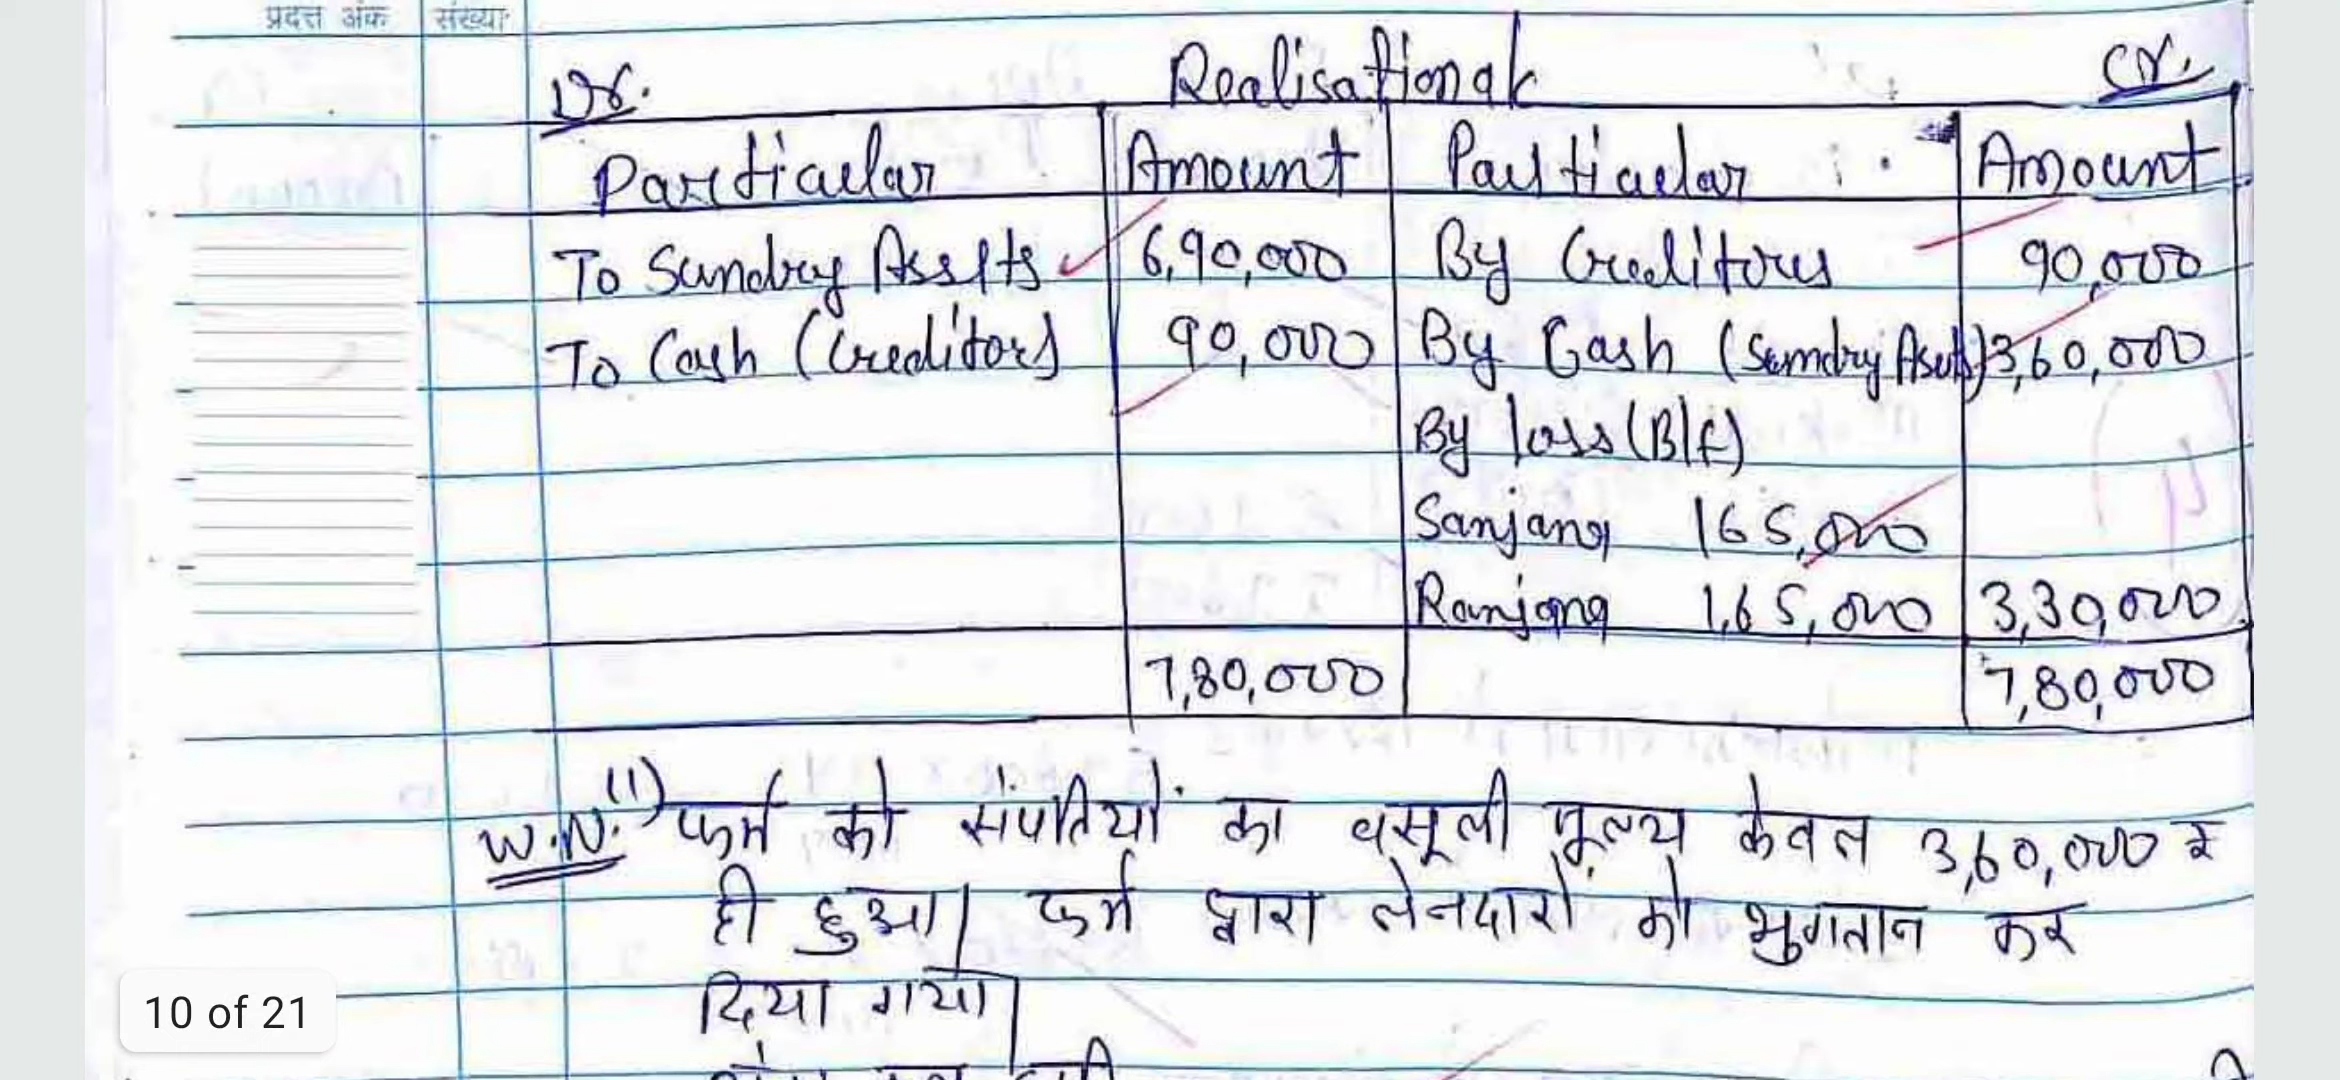 प्रदत्त अंक संख्या
Dr. Realisation a/c Cr.
Particular Amount Particular Amount
To Sundry Assets 6,90,000 By Creditors 90,000
To Cash (Creditors) 90,000 By Cash (Sundry Assets) 3,60,000
By loss (B/f)
Sanjana 165,000
Ranjana 1,65,000 3,30,000
7,80,000 7,80,000
W.N. (1) फर्म को संपतियों का वसूली मूल्य केवल 3,60,000 ₹
ही हुआ। फर्म द्वारा लेनदारों को भुगतान कर
दिया गया।
10 of 21